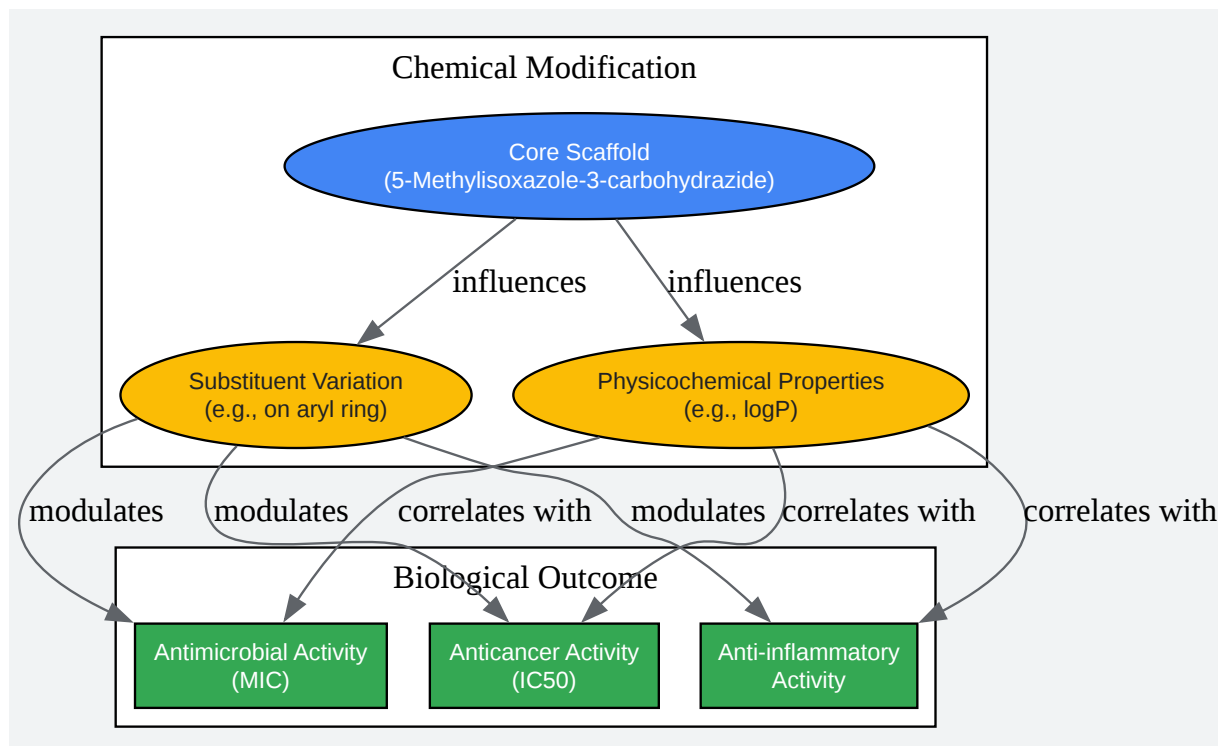 Chemical Modification
Core Scaffold
(5-Methylisoxazole-3-carbohydrazide)
influences
influences
Substituent Variation
(e.g., on aryl ring)
Physicochemical Properties
(e.g., logP)
modulates
modulates
correlates with
modulates
correlates with
correlates with
Biological Outcome
Antimicrobial Activity
(MIC)
Anticancer Activity
(IC50)
Anti-inflammatory
Activity